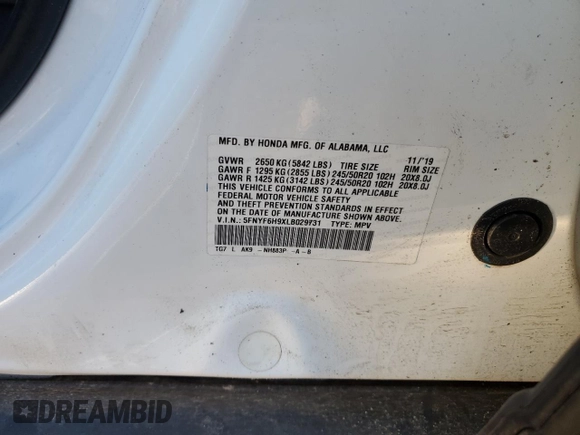 MFD. BY HONDA MFG. OF ALABAMA, LLC
GVWR 2650 KG (5842 LBS) TIRE SIZE 11/'19 RIM SIZE
GAWR F 1295 KG (2855 LBS) 245/50R20 102H 20X8.0J
GAWR R 1425 KG (3142 LBS) 245/50R20 102H 20X8.0J
THIS VEHICLE CONFORMS TO ALL APPLICABLE
FEDERAL MOTOR VEHICLE SAFETY
AND THEFT PREVENTION STANDARDS IN EFFECT
ON THE DATE OF MANUFACTURE SHOWN ABOVE.
V.I.N.: 5FNYF6H9XLB029731 TYPE: MPV
TG7 L AK9 - NH883P -A -B
DREAMBID